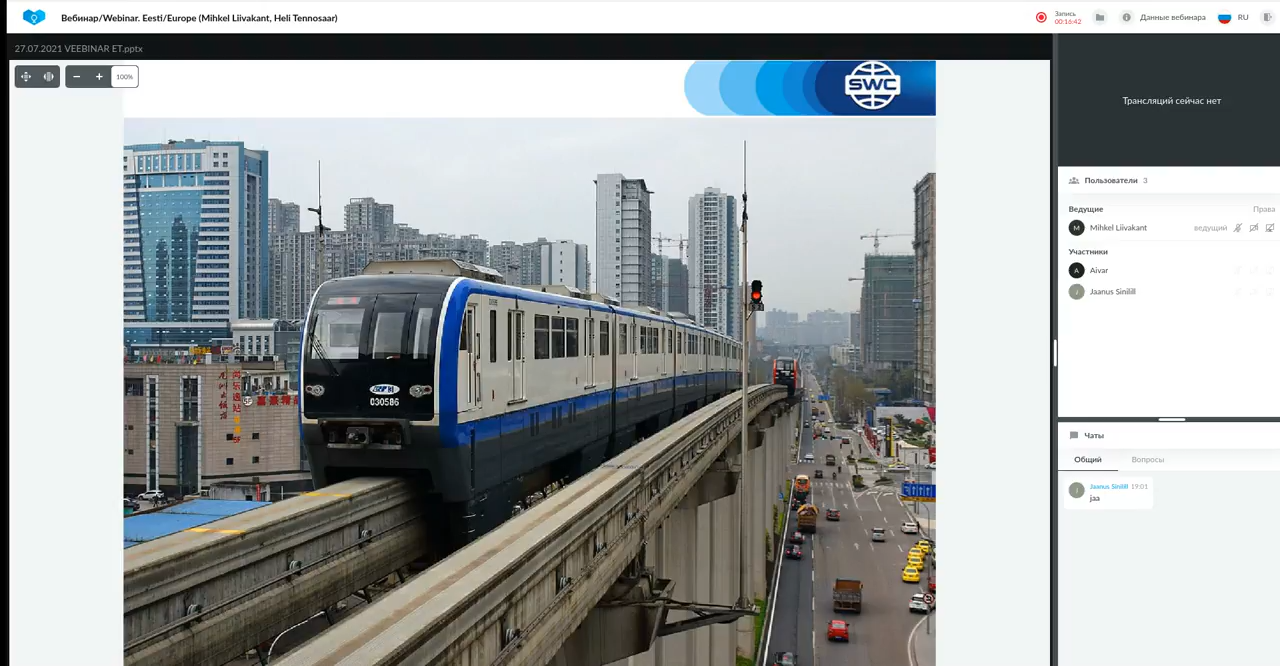 Вебинар/Webinar. Eesti/Europe (Mihkel Liivakant, Heli Tennosaar)
Запись
00:16:42
Данные вебинара
RU
27.07.2021 VEEBINAR ET.pptx
100%
SWC
030586
Трансляций сейчас нет
Пользователи 3
Ведущие Права
M Mihkel Liivakant ведущий
Участники
A Aivar
J Jaanus Sinilill
Чаты
Общий Вопросы
J Jaanus Sinilill 19:01
jaa